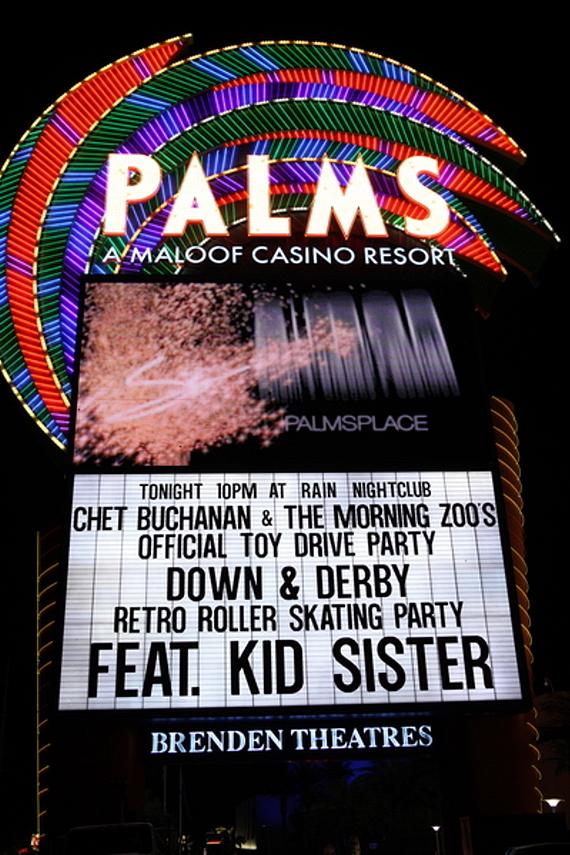 PALMS
A MALOOF CASINO RESORT
PALMSPLACE
TONIGHT 10PM AT RAIN NIGHTCLUB
CHET BUCHANAN & THE MORNING ZOO'S
OFFICIAL TOY DRIVE PARTY
DOWN & DERBY
RETRO ROLLER SKATING PARTY
FEAT. KID SISTER
BRENDEN THEATRES